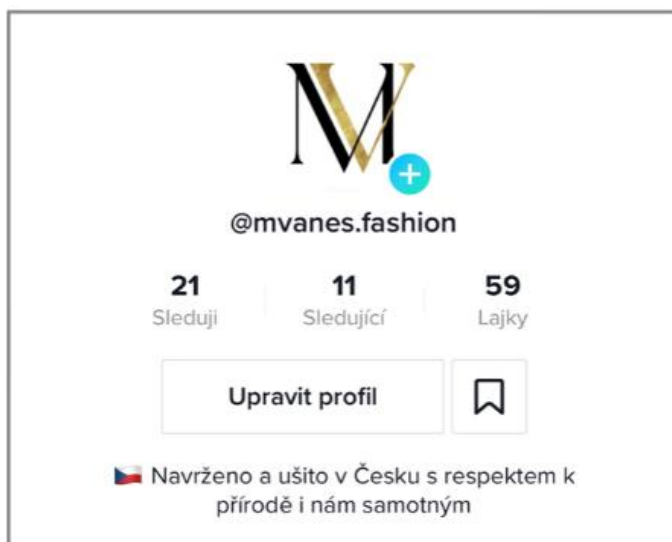 MV
@mvanes.fashion
21 11 59
Sleduji Sledující Lajky
Upravit profil
🇨🇿 Navrženo a ušito v Česku s respektem k
přírodě i nám samotným